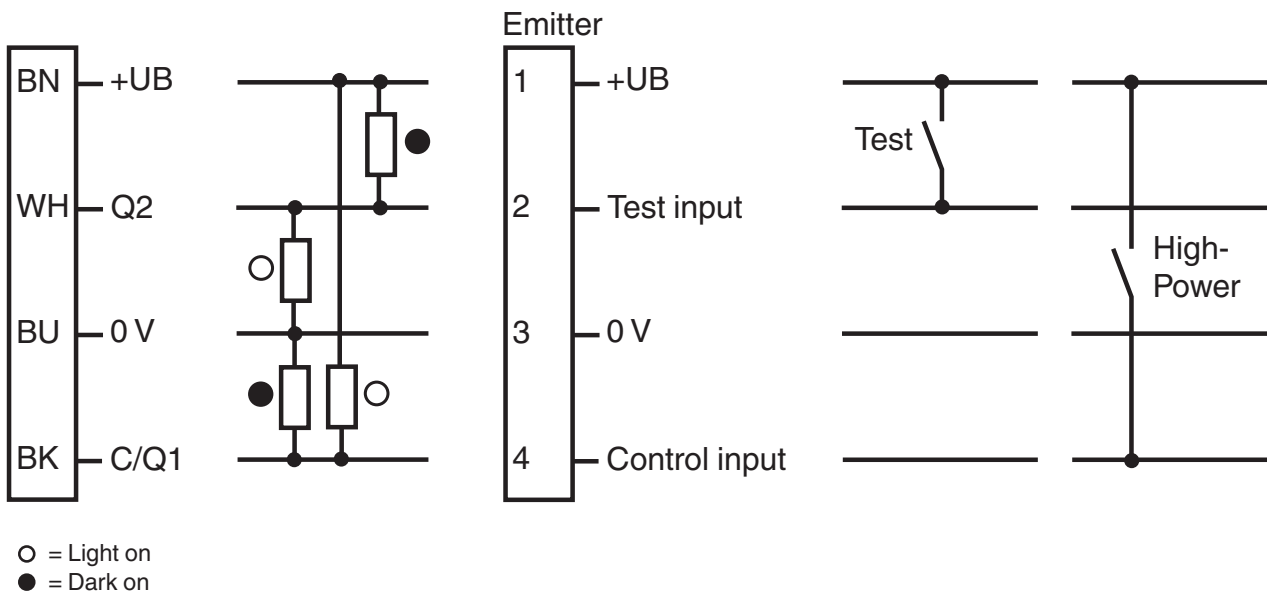 Emitter
BN +UB
WH Q2
BU 0 V
BK C/Q1
1 +UB
2 Test input
3 0 V
4 Control input
Test
High-
Power
= Light on
= Dark on